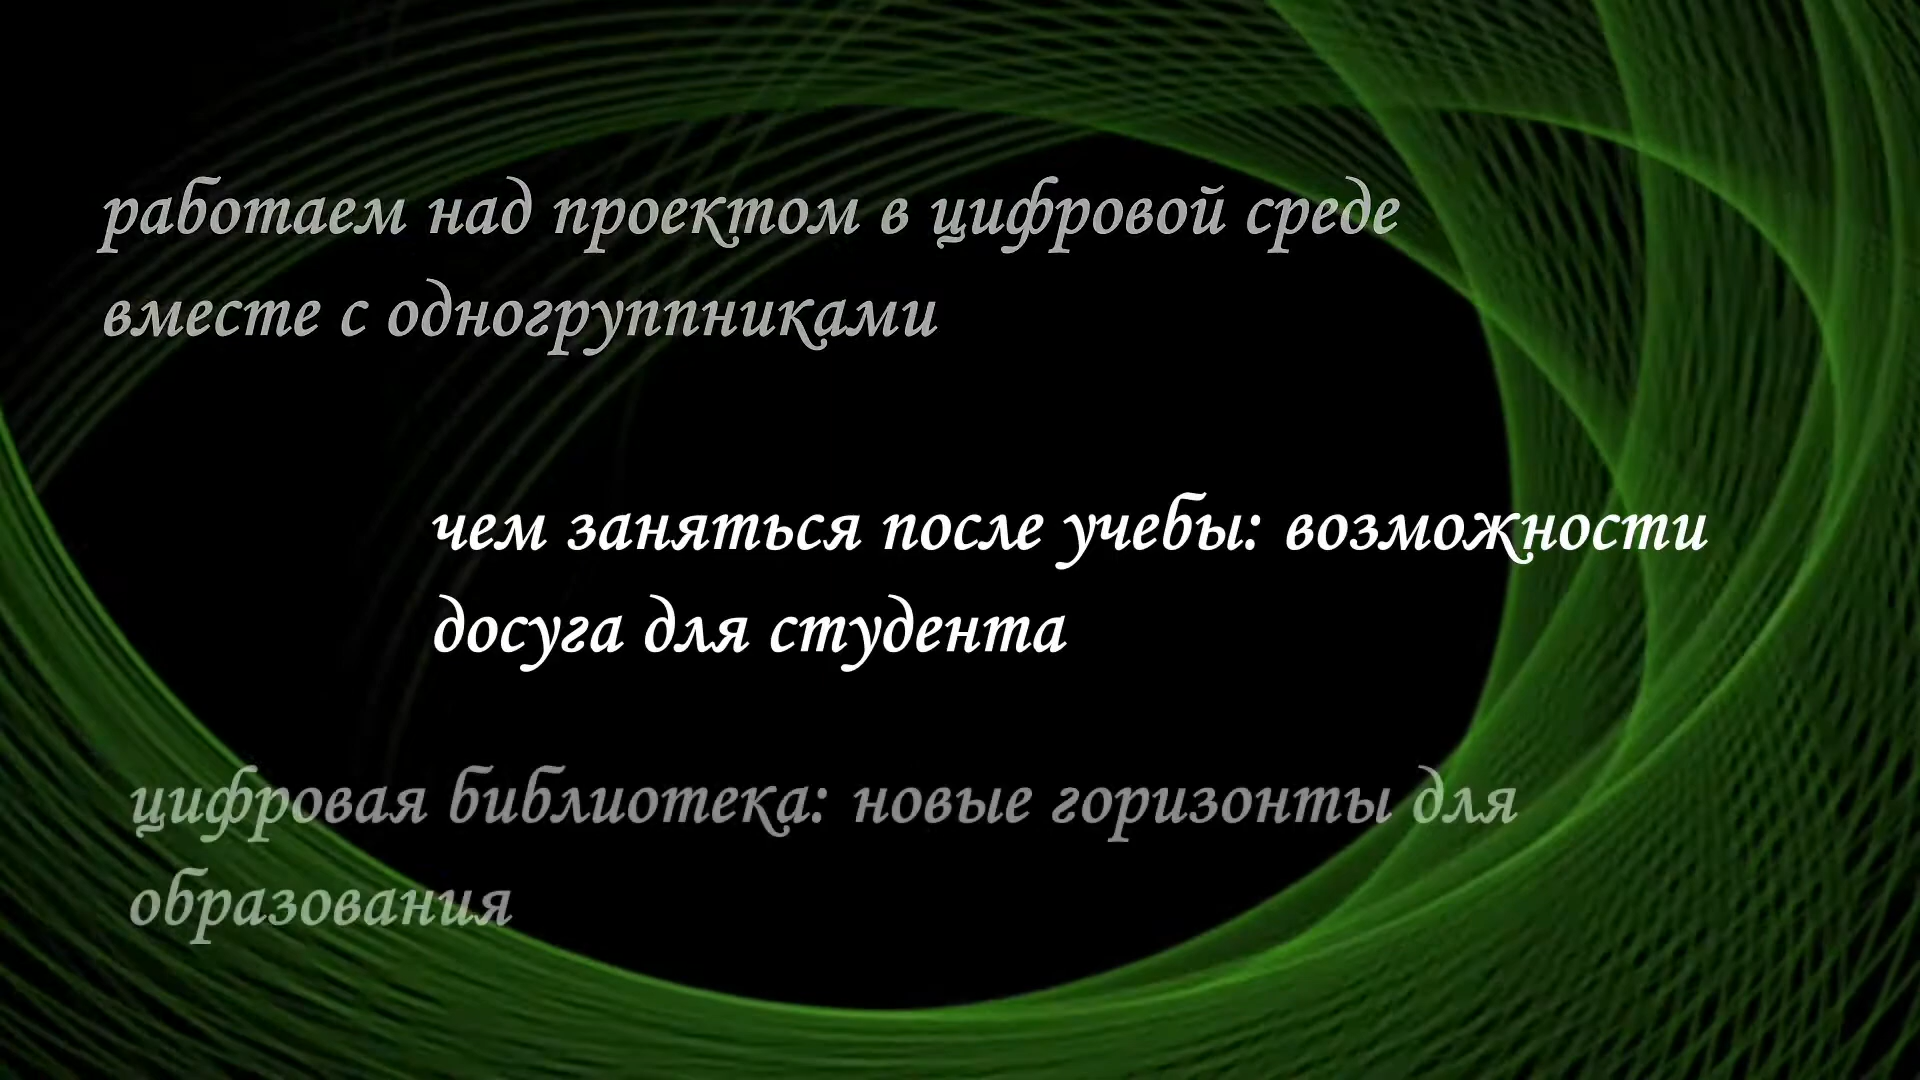 работаем над проектом в цифровой среде
вместе с одногруппниками
чем заняться после учебы: возможности
досуга для студента
цифровая библиотека: новые горизонты для
образования